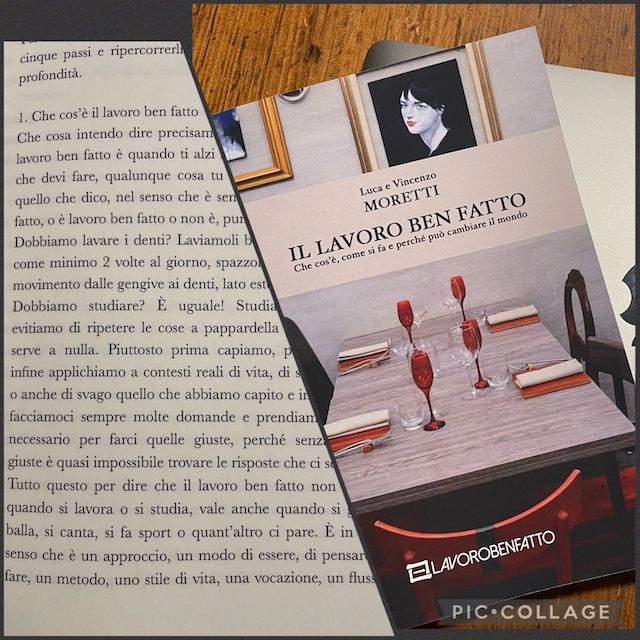 cinque passi e ripercorrerli
profondità.
1. Che cos'è il lavoro ben fatto
Che cosa intendo dire precisam
lavoro ben fatto è quando ti alzi
che devi fare, qualunque cosa tu
quello che dico, nel senso che è sem
fatto, o è lavoro ben fatto o non è, pun
Dobbiamo lavare i denti? Laviamoli b
come minimo 2 volte al giorno, spazzol
movimento dalle gengive ai denti, lato est
Dobbiamo studiare? È uguale! Studia
evitiamo di ripetere le cose a pappardella
serve a nulla. Piuttosto prima capiamo, p
infine applichiamo a contesti reali di vita, di s
o anche di svago quello che abbiamo capito e in
facciamoci sempre molte domande e prendiam
necessario per farci quelle giuste, perché senz
giuste è quasi impossibile trovare le risposte che ci se
Tutto questo per dire che il lavoro ben fatto non
quando si lavora o si studia, vale anche quando si g
balla, si canta, si fa sport o quant'altro ci pare. È in
senso che è un approccio, un modo di essere, di pensar
fare, un metodo, uno stile di vita, una vocazione, un fluss
Luca e Vincenzo
MORETTI
IL LAVORO BEN FATTO
Che cos'è, come si fa e perché può cambiare il mondo
LAVOROBENFATTO
PIC•COLLAGE